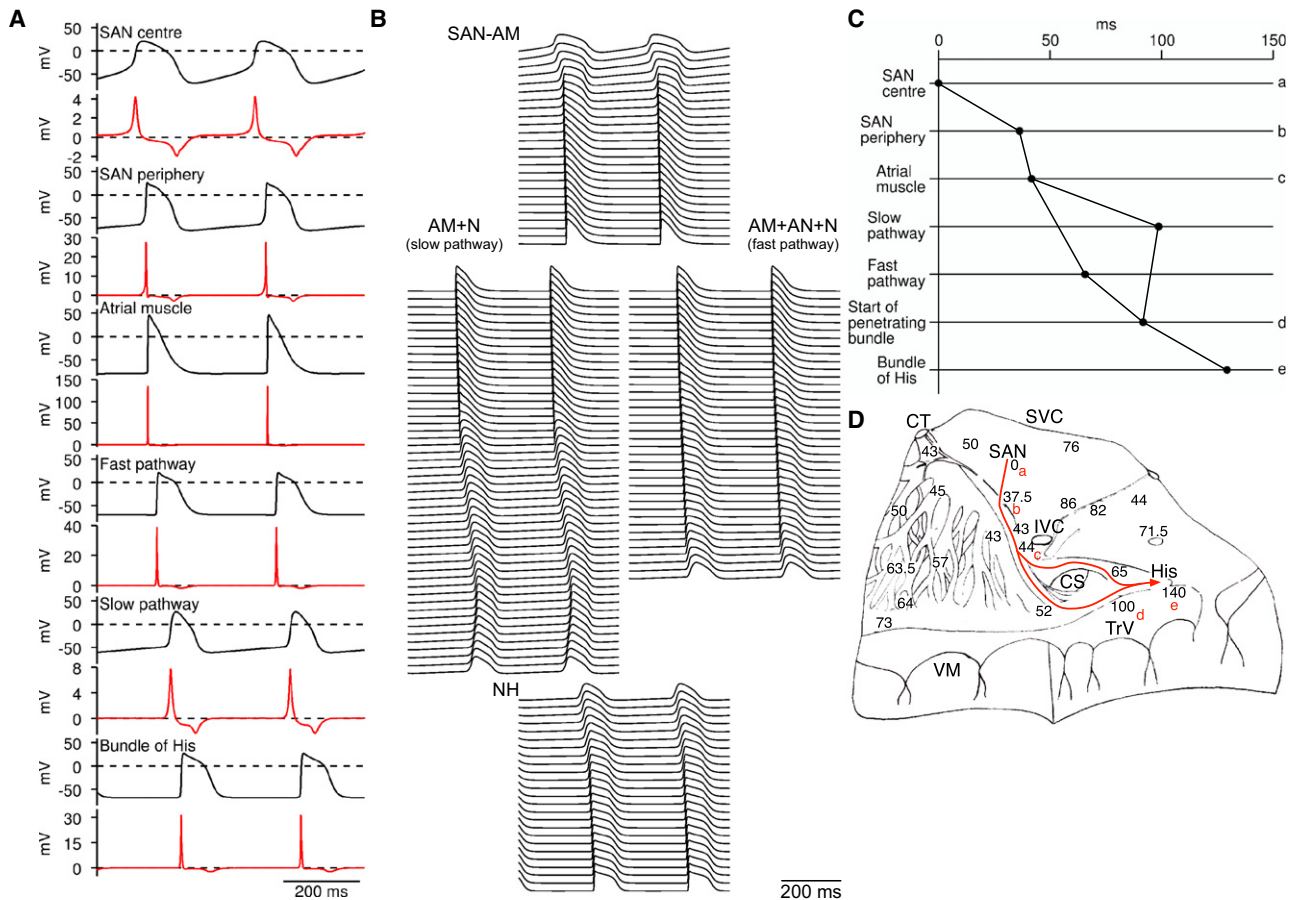 A
SAN centre
50
0
-50
mV
4
2
0
-2
mV
SAN periphery
50
0
-50
mV
30
20
10
0
mV
Atrial muscle
50
0
-50
mV
150
100
50
0
mV
Fast pathway
50
0
-50
mV
40
20
0
mV
Slow pathway
50
0
-50
mV
8
4
0
mV
Bundle of His
50
0
-50
mV
30
15
0
mV
200 ms
B
SAN-AM
AM+N
(slow pathway)
AM+AN+N
(fast pathway)
NH
200 ms
C
ms
0
50
100
150
SAN
centre
a
SAN
periphery
b
Atrial
muscle
c
Slow
pathway
Fast
pathway
Start of
penetrating
bundle
d
Bundle
of His
e
D
CT
SVC
43
50
76
SAN
0
a
45
37.5
b
86
82
44
50
43
43
IVC
71.5
44
c
63.5
57
CS
65
His
64
52
100
d
140
e
73
TrV
VM